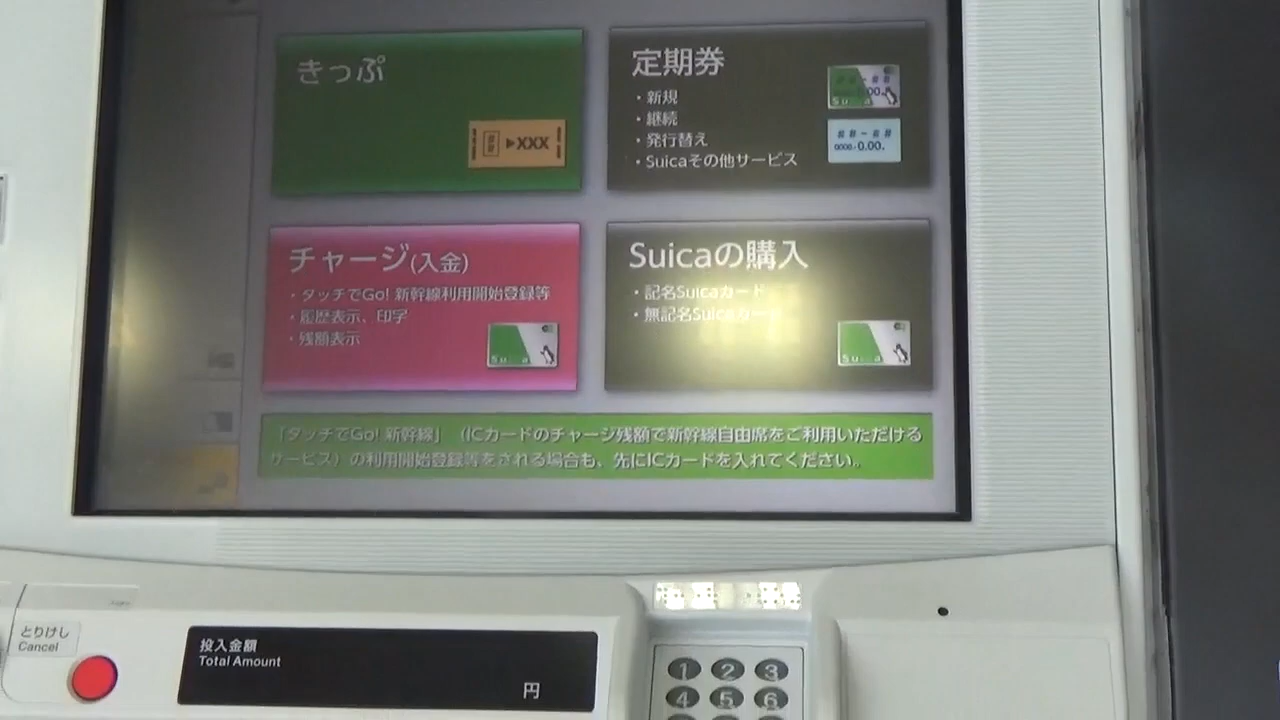 きっぷ
▶XXX
定期券
・新規
・継続
・発行替え
・Suicaその他サービス
0000-0.00.
チャージ(入金)
・タッチでGo! 新幹線利用開始登録等
・履歴表示、印字
・残額表示
Suicaの購入
・記名Suicaカード
・無記名Suicaカード
「タッチでGo! 新幹線」（ICカードのチャージ残額で新幹線自由席をご利用いただける
サービス）の利用開始登録等をされる場合も、先にICカードを入れてください。
とりけし
Cancel
投入金額
Total Amount
円
1 2 3
4 5 6